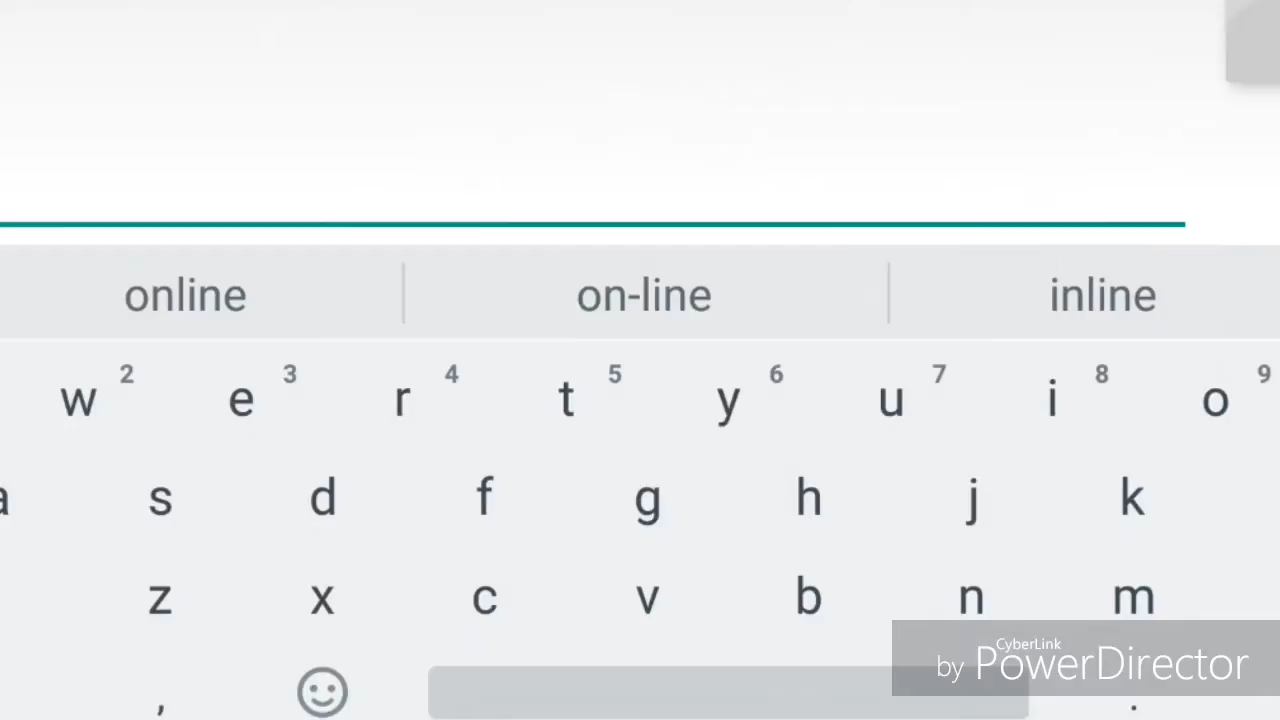 online on-line inline
w 2 e 3 r 4 t 5 y 6 u 7 i 8 o 9
a s d f g h j k
z x c v b n m
, .
CyberLink
by PowerDirector